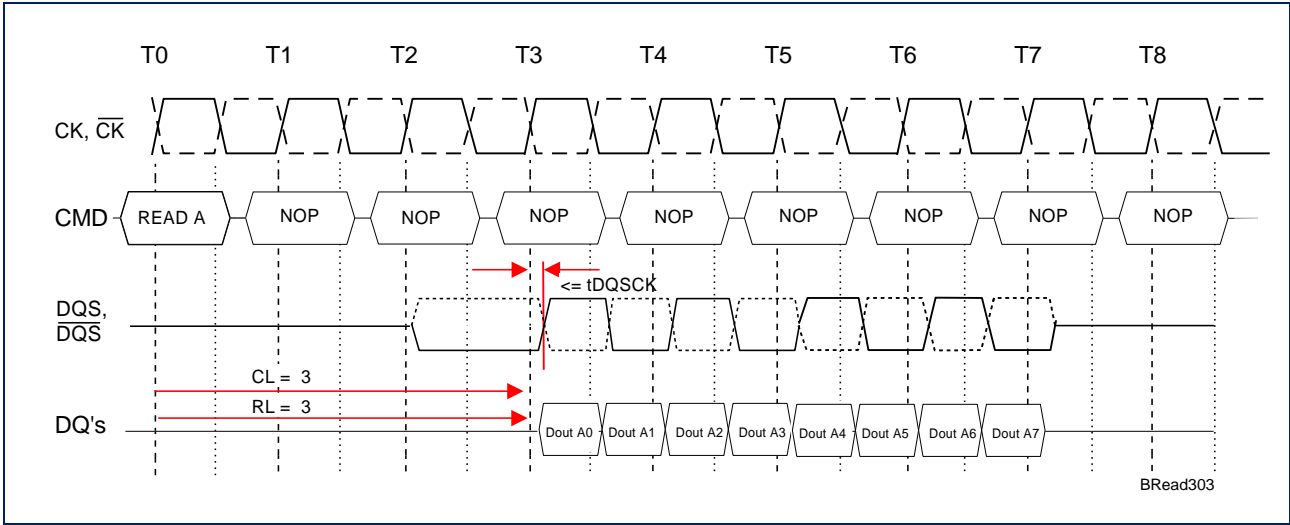 T0 T1 T2 T3 T4 T5 T6 T7 T8
CK, C̅K̅
CMD READ A NOP NOP NOP NOP NOP NOP NOP NOP
<= tDQSCK
DQS,
D̅Q̅S̅
CL = 3
RL = 3
DQ's Dout A0 Dout A1 Dout A2 Dout A3 Dout A4 Dout A5 Dout A6 Dout A7
BRead303